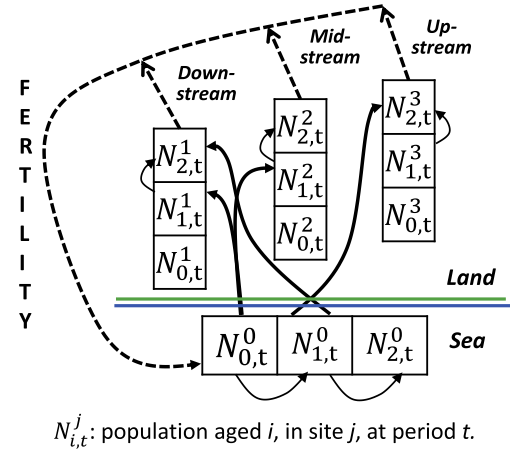 Up-
stream
Mid-
stream
Down-
stream
F
E
R
T
I
L
I
T
Y
N^1_{2,t}
N^1_{1,t}
N^1_{0,t}
N^2_{2,t}
N^2_{1,t}
N^2_{0,t}
N^3_{2,t}
N^3_{1,t}
N^3_{0,t}
Land
N^0_{0,t} N^0_{1,t} N^0_{2,t}
Sea
N^j_{i,t}: population aged i, in site j, at period t.